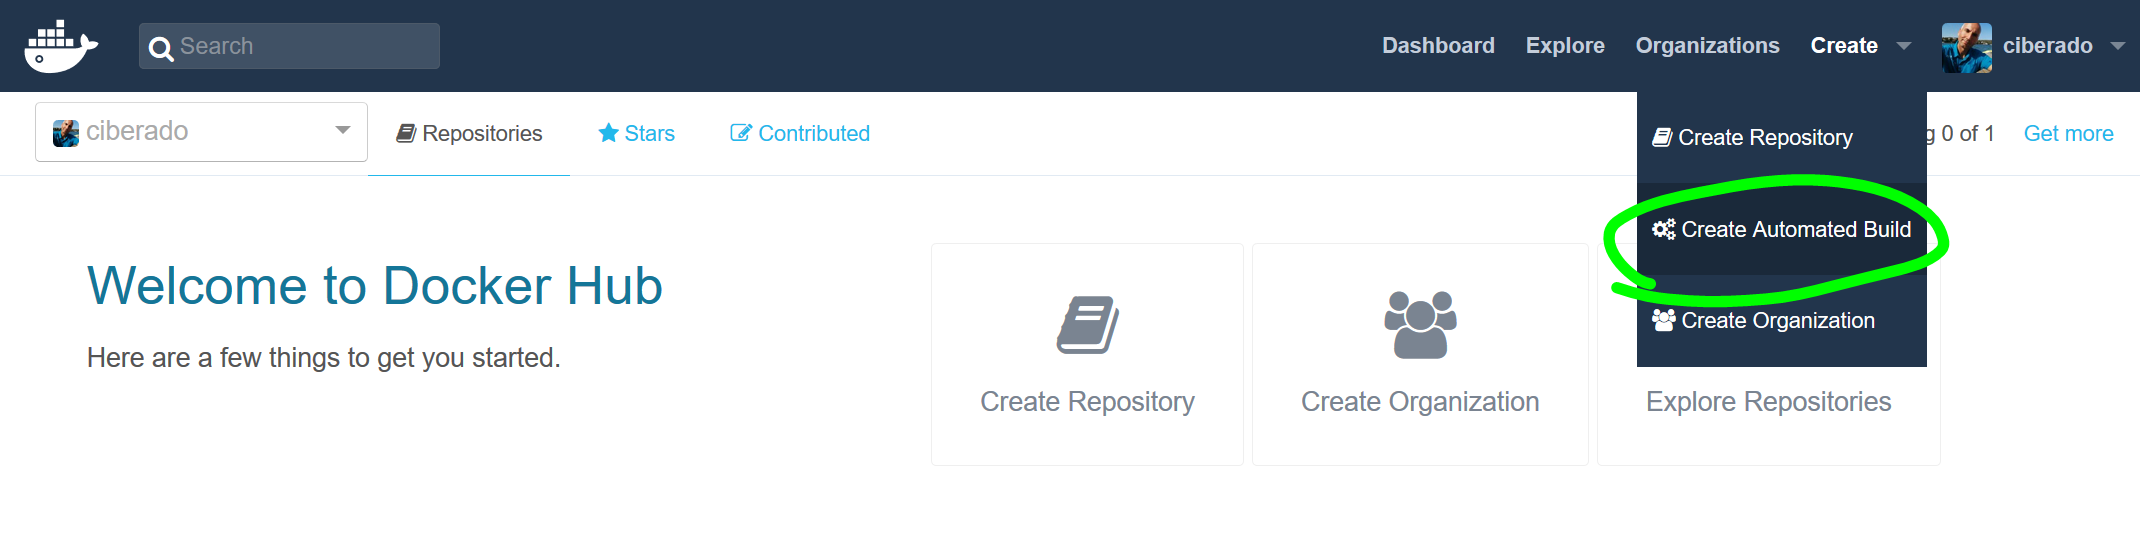 Search
Dashboard Explore Organizations Create ciberado
ciberado Repositories Stars Contributed
g 0 of 1 Get more
Create Repository
Create Automated Build
Create Organization
Welcome to Docker Hub
Here are a few things to get you started.
Create Repository Create Organization Explore Repositories